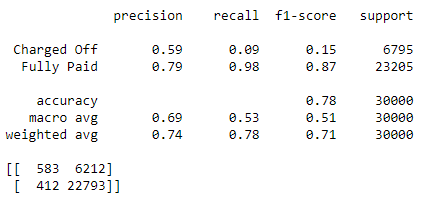 precision recall f1-score support
Charged Off 0.59 0.09 0.15 6795
Fully Paid 0.79 0.98 0.87 23205
accuracy 0.78 30000
macro avg 0.69 0.53 0.51 30000
weighted avg 0.74 0.78 0.71 30000
[[ 583 6212]
[ 412 22793]]